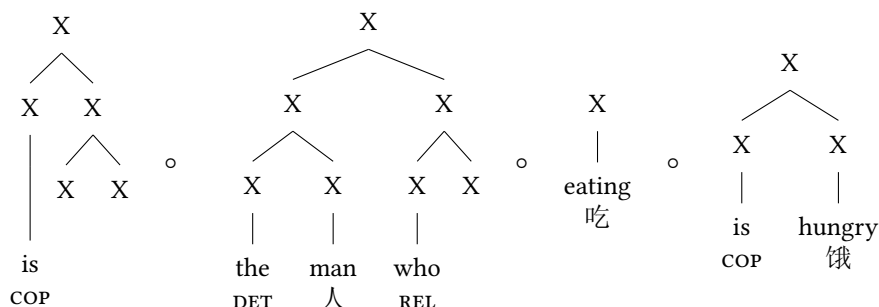 X
X
X
X X
X X
X
X X
X X
X X
X X X X
is
COP
the man who
DET 人 REL
eating
吃
is hungry
COP 饿